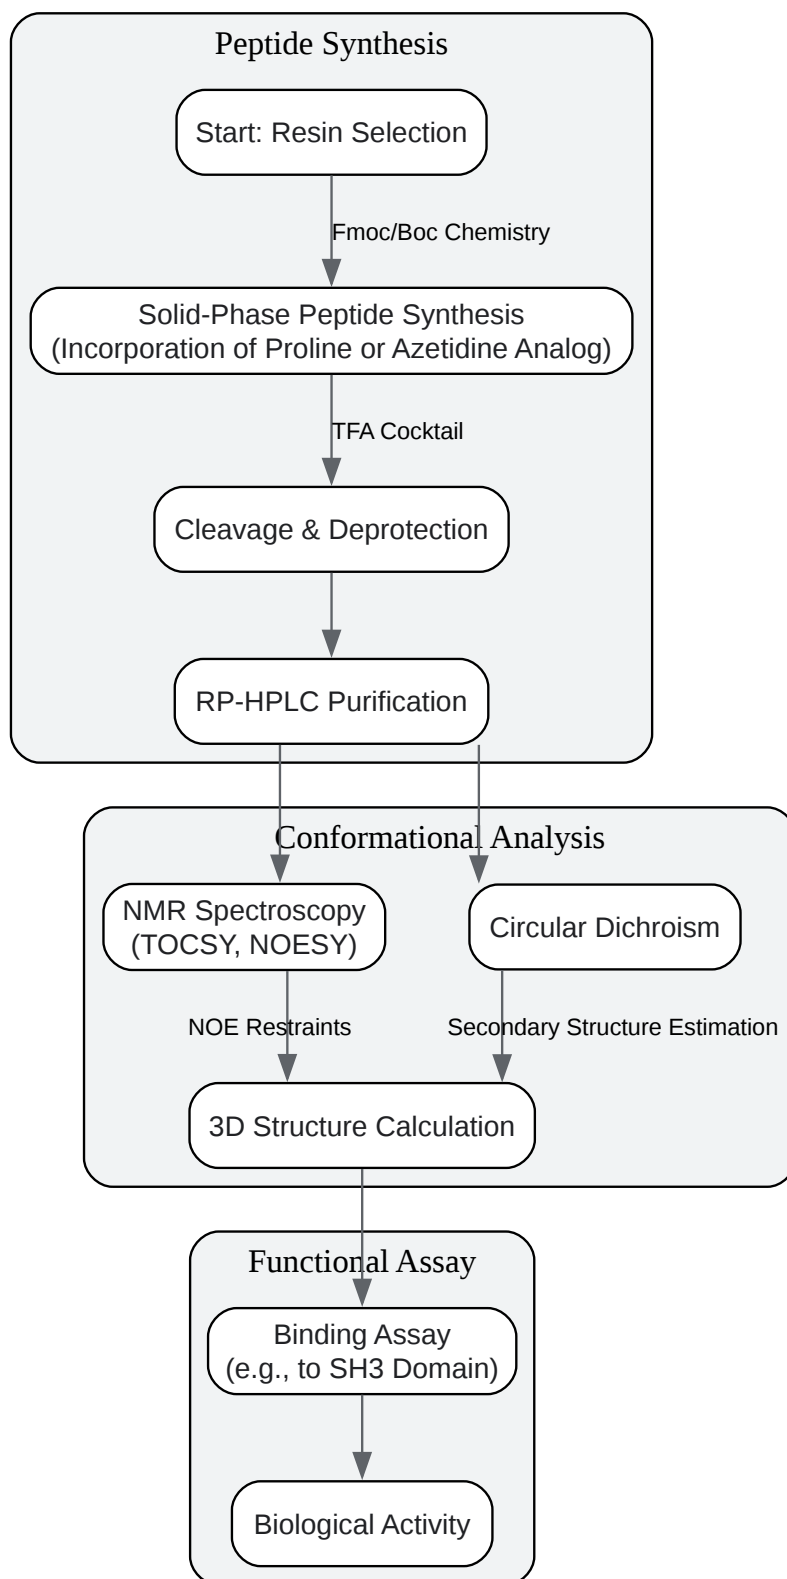 Peptide Synthesis
Start: Resin Selection
Fmoc/Boc Chemistry
Solid-Phase Peptide Synthesis
(Incorporation of Proline or Azetidine Analog)
TFA Cocktail
Cleavage & Deprotection
RP-HPLC Purification
Conformational Analysis
NMR Spectroscopy
(TOCSY, NOESY)
Circular Dichroism
NOE Restraints
Secondary Structure Estimation
3D Structure Calculation
Functional Assay
Binding Assay
(e.g., to SH3 Domain)
Biological Activity